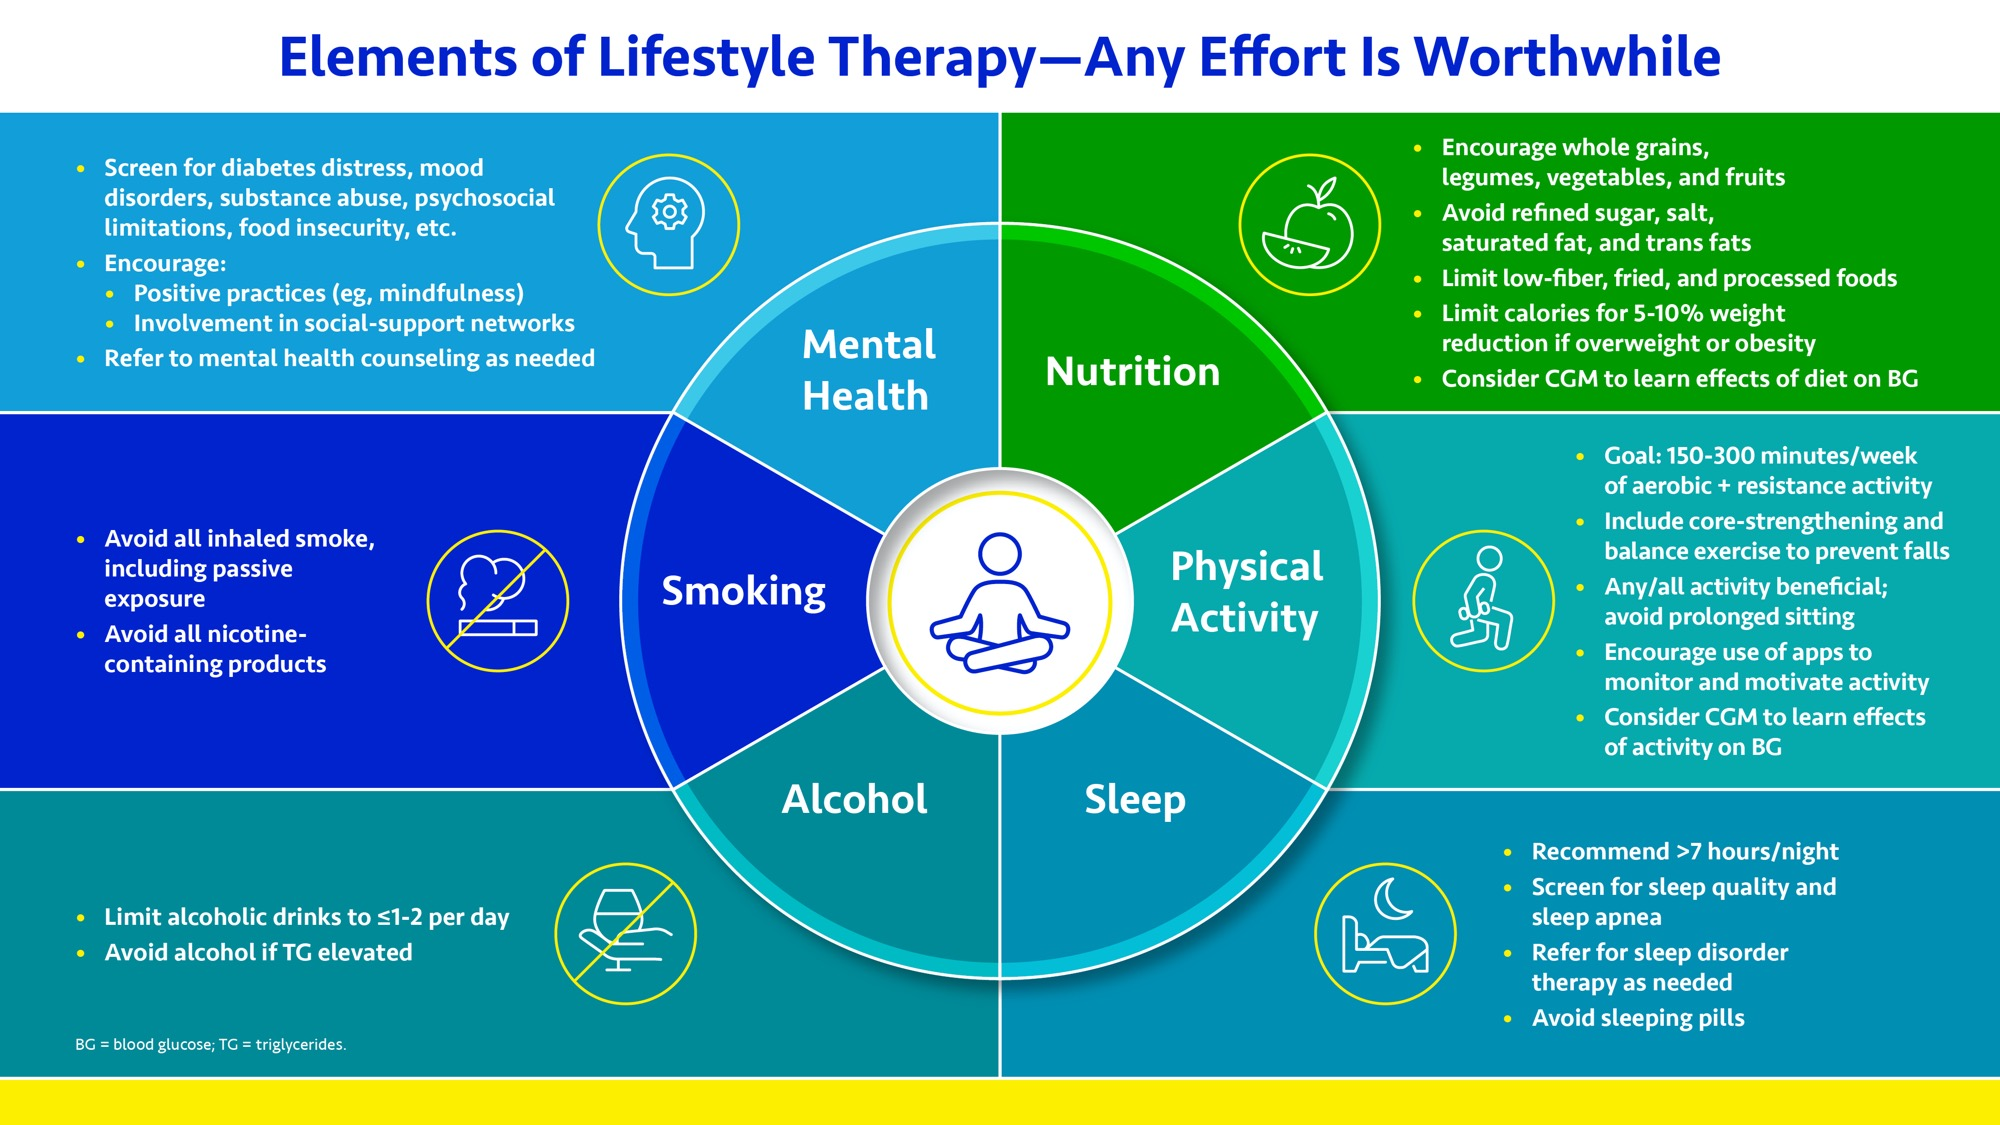 Elements of Lifestyle Therapy—Any Effort Is Worthwhile
• Screen for diabetes distress, mood
disorders, substance abuse, psychosocial
limitations, food insecurity, etc.
• Encourage:
• Positive practices (eg, mindfulness)
• Involvement in social-support networks
• Refer to mental health counseling as needed
Mental
Health
Nutrition
• Encourage whole grains,
legumes, vegetables, and fruits
• Avoid refined sugar, salt,
saturated fat, and trans fats
• Limit low-fiber, fried, and processed foods
• Limit calories for 5-10% weight
reduction if overweight or obesity
• Consider CGM to learn effects of diet on BG
• Avoid all inhaled smoke,
including passive
exposure
• Avoid all nicotine-
containing products
Smoking
Physical
Activity
• Goal: 150-300 minutes/week
of aerobic + resistance activity
• Include core-strengthening and
balance exercise to prevent falls
• Any/all activity beneficial;
avoid prolonged sitting
• Encourage use of apps to
monitor and motivate activity
• Consider CGM to learn effects
of activity on BG
• Limit alcoholic drinks to ≤1-2 per day
• Avoid alcohol if TG elevated
Alcohol
Sleep
• Recommend >7 hours/night
• Screen for sleep quality and
sleep apnea
• Refer for sleep disorder
therapy as needed
• Avoid sleeping pills
BG = blood glucose; TG = triglycerides.